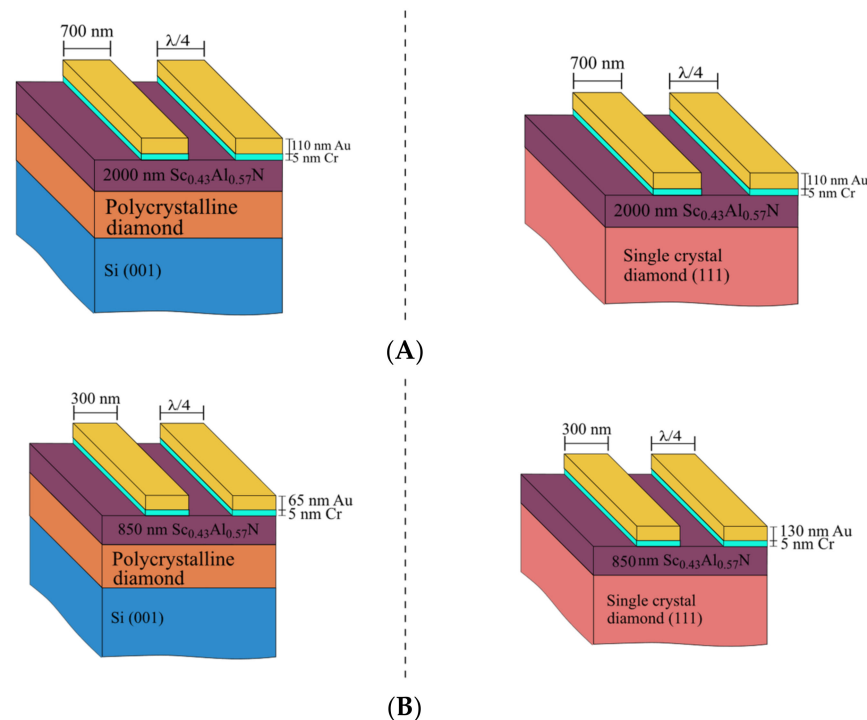 700 nm
λ/4
110 nm Au
5 nm Cr
2000 nm Sc0.43Al0.57N
Polycrystalline
diamond
Si (001)
700 nm
λ/4
110 nm Au
5 nm Cr
2000 nm Sc0.43Al0.57N
Single crystal
diamond (111)
(A)
300 nm
λ/4
65 nm Au
5 nm Cr
850 nm Sc0.43Al0.57N
Polycrystalline
diamond
Si (001)
300 nm
λ/4
130 nm Au
5 nm Cr
850 nm Sc0.43Al0.57N
Single crystal
diamond (111)
(B)